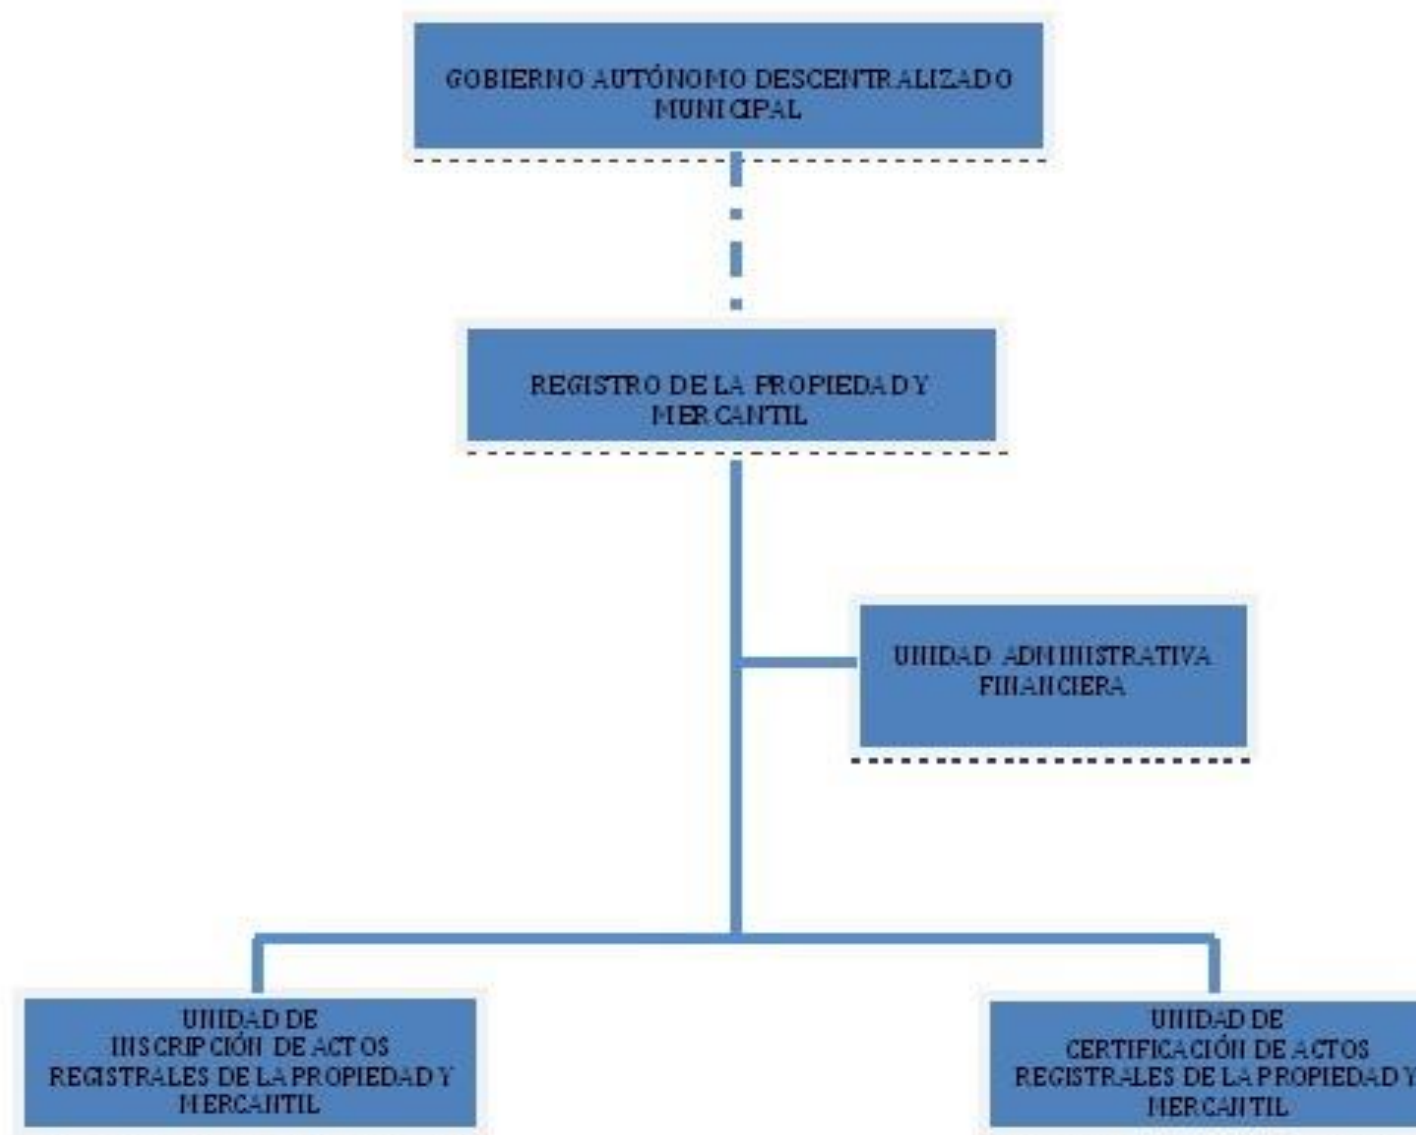 GOBIERNO AUTÓNOMO DESCENTRALIZADO
MUNICIPAL
REGISTRO DE LA PROPIEDAD Y
MERCANTIL
UNIDAD ADMINISTRATIVA
FINANCIERA
UNIDAD DE
INSCRIPCIÓN DE ACTOS
REGISTRALES DE LA PROPIEDAD Y
MERCANTIL
UNIDAD DE
CERTIFICACIÓN DE ACTOS
REGISTRALES DE LA PROPIEDAD Y
MERCANTIL